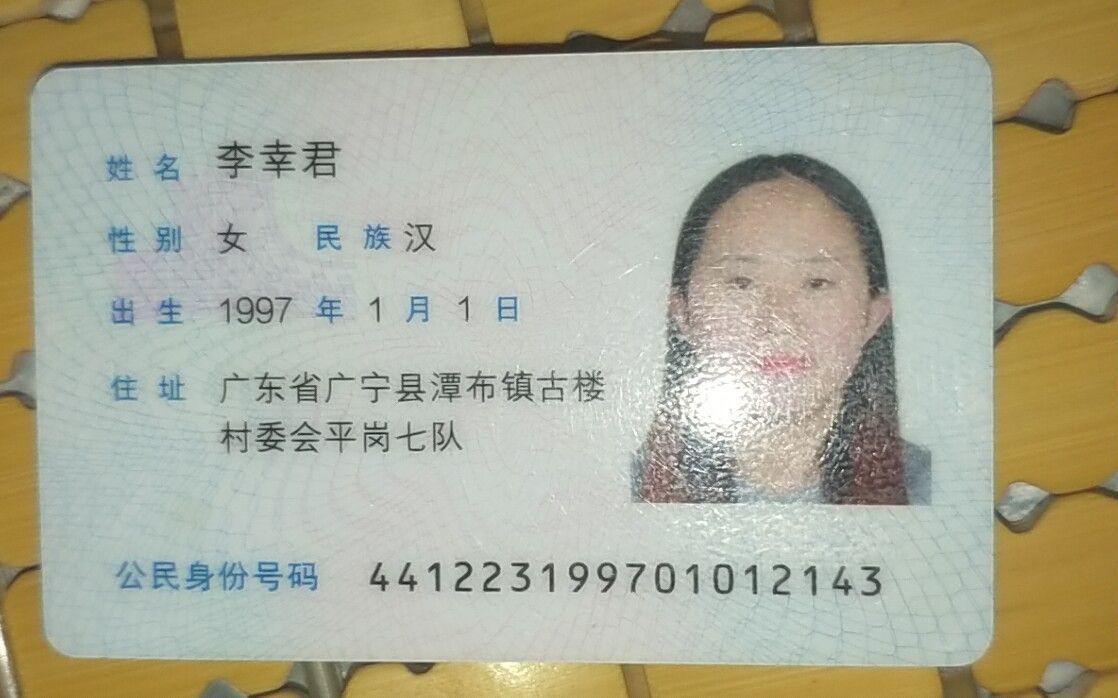 姓名 李幸君
性别 女 民族 汉
出生 1997 年 1 月 1 日
住址 广东省广宁县潭布镇古楼
村委会平岗七队
公民身份号码 441223199701012143